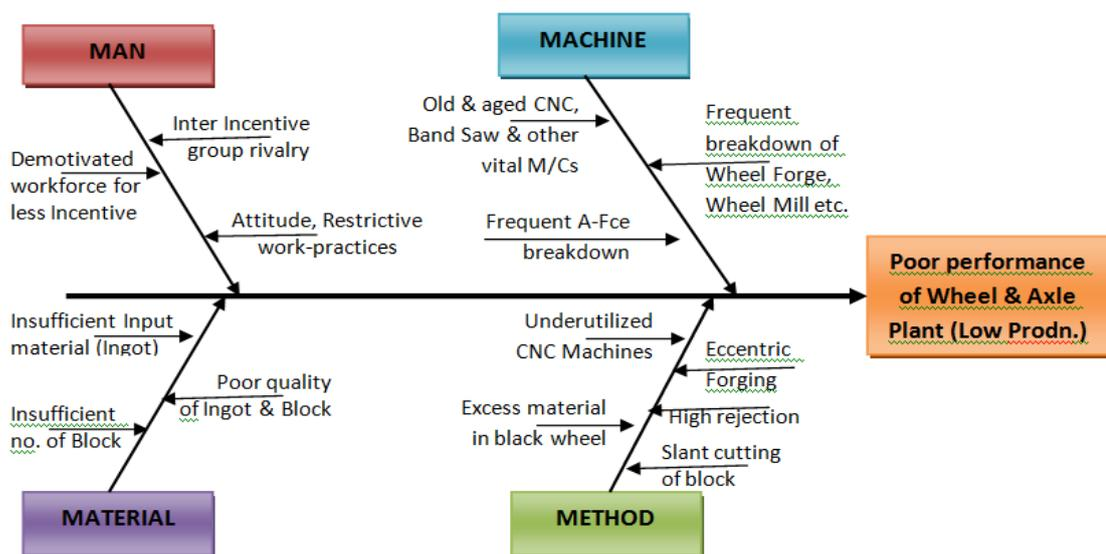 MAN
MACHINE
Inter Incentive
group rivalry
Demotivated
workforce for
less Incentive
Attitude, Restrictive
work-practices
Old & aged CNC,
Band Saw & other
vital M/Cs
Frequent
breakdown of
Wheel Forge,
Wheel Mill etc.
Frequent A-Fce
breakdown
Poor performance
of Wheel & Axle
Plant (Low Prodn.)
Insufficient Input
material (Ingot)
Poor quality
of Ingot & Block
Insufficient
no. of Block
Underutilized
CNC Machines
Eccentric
Forging
High rejection
Excess material
in black wheel
Slant cutting
of block
MATERIAL
METHOD